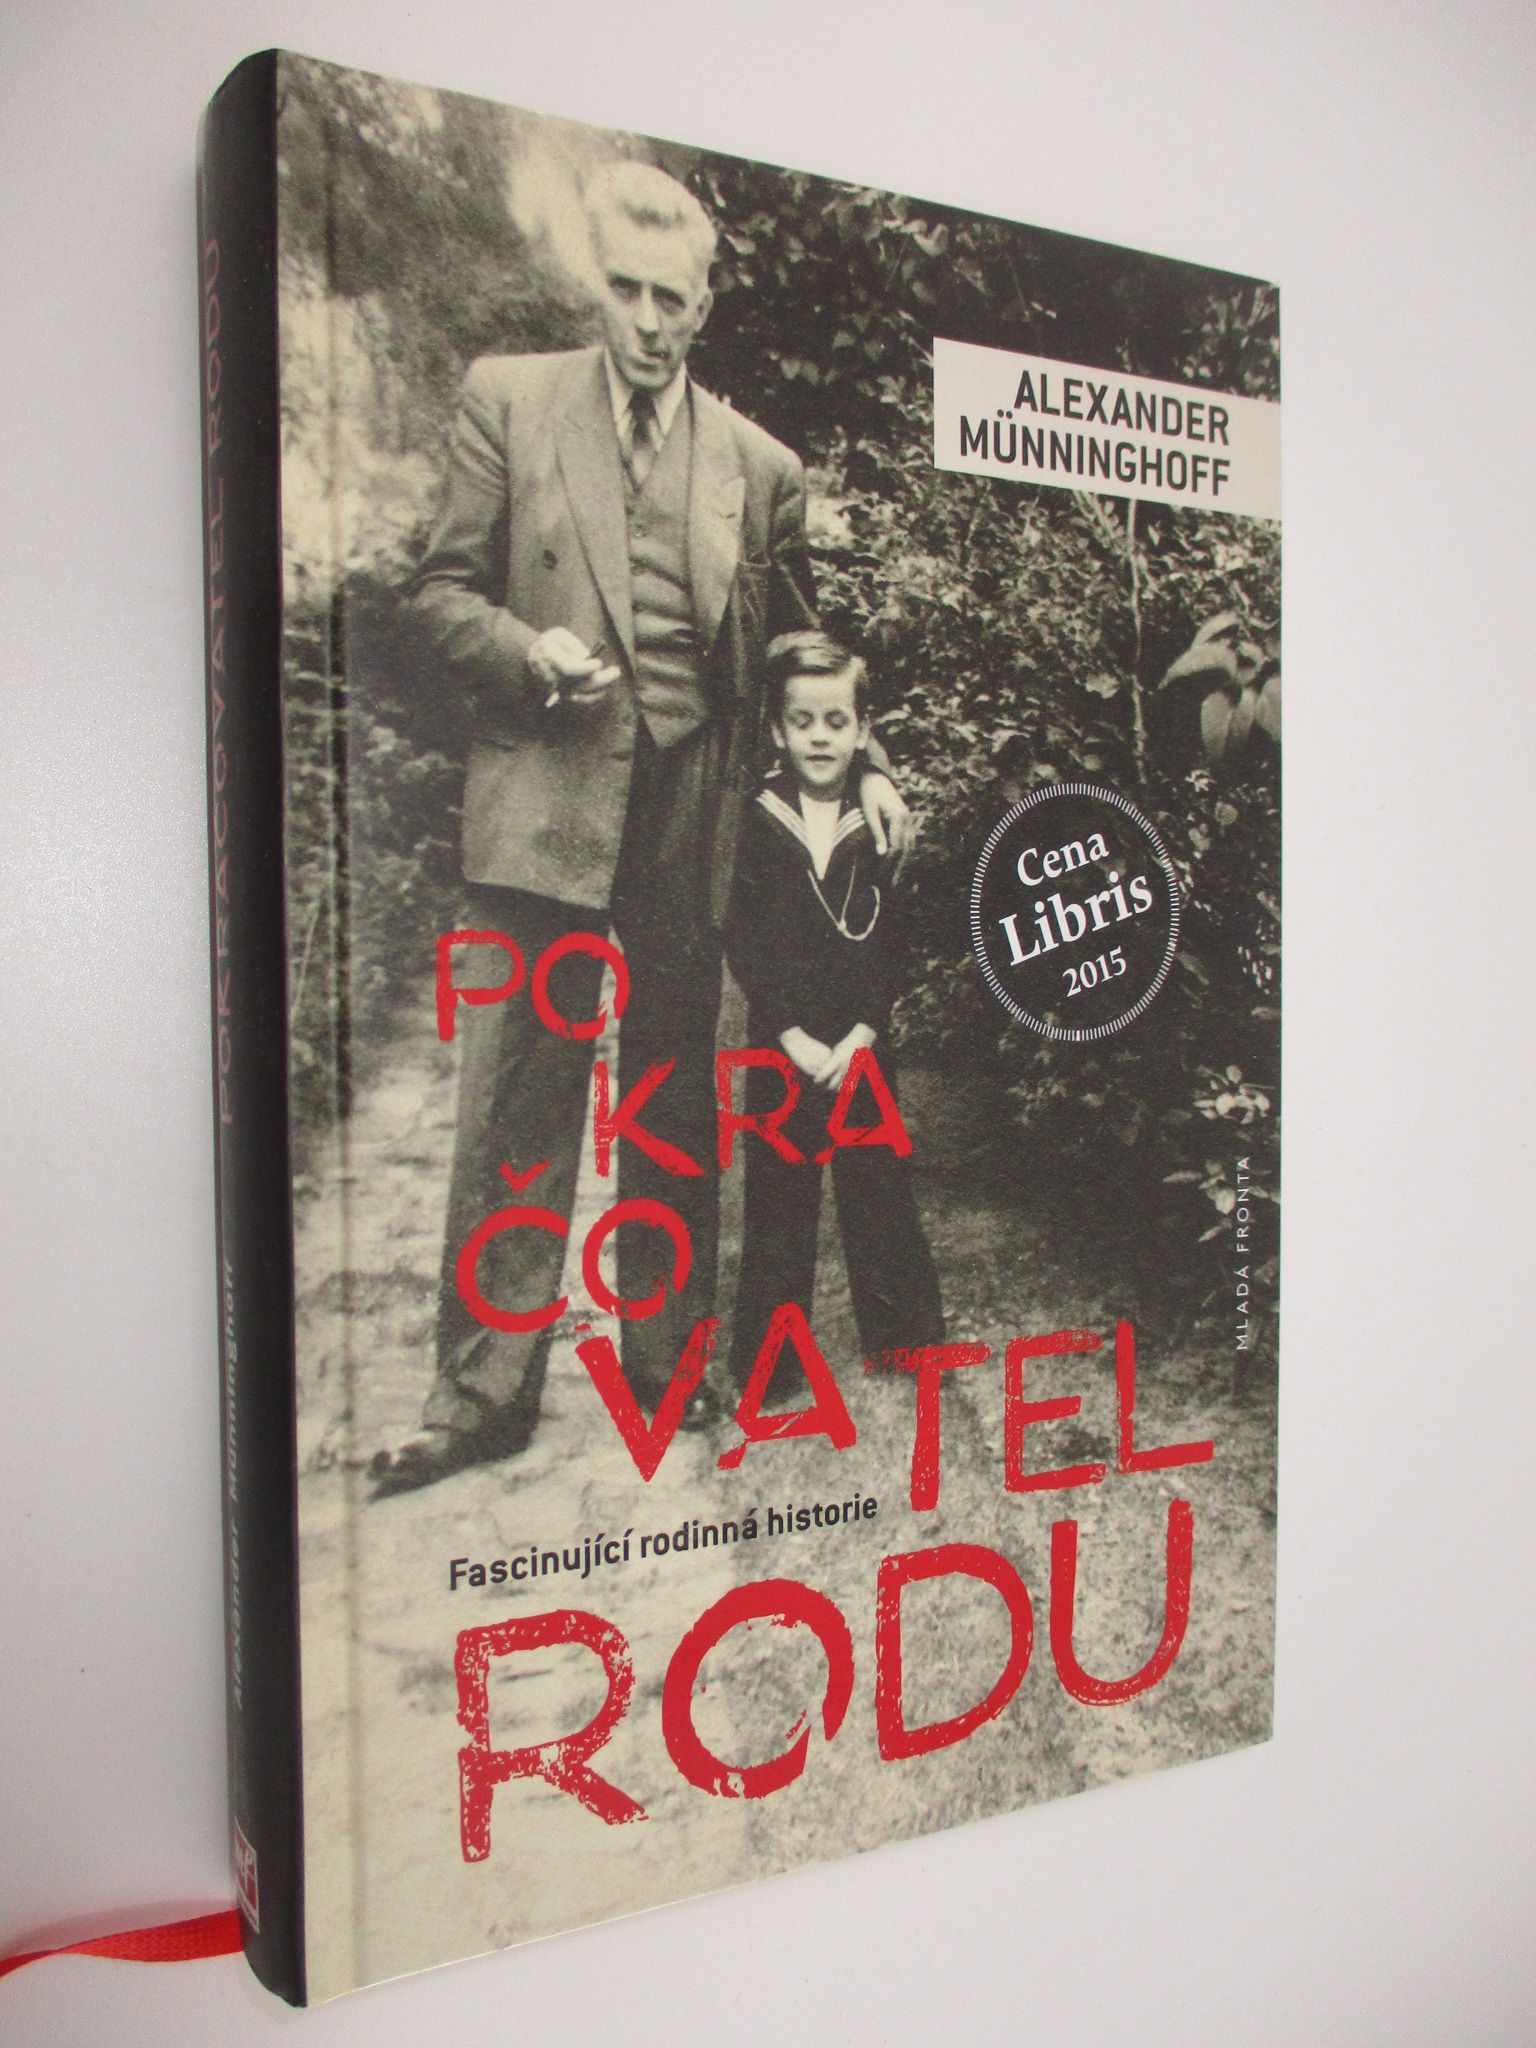 ALEXANDER
MÜNNINGHOFF
Cena
Libris
2015
PO
KRA
ČO
VATEL
Fascinující rodinná historie
RODU
MLADÁ FRONTA
POKRAČOVATEL RODU
Alexander Münninghoff